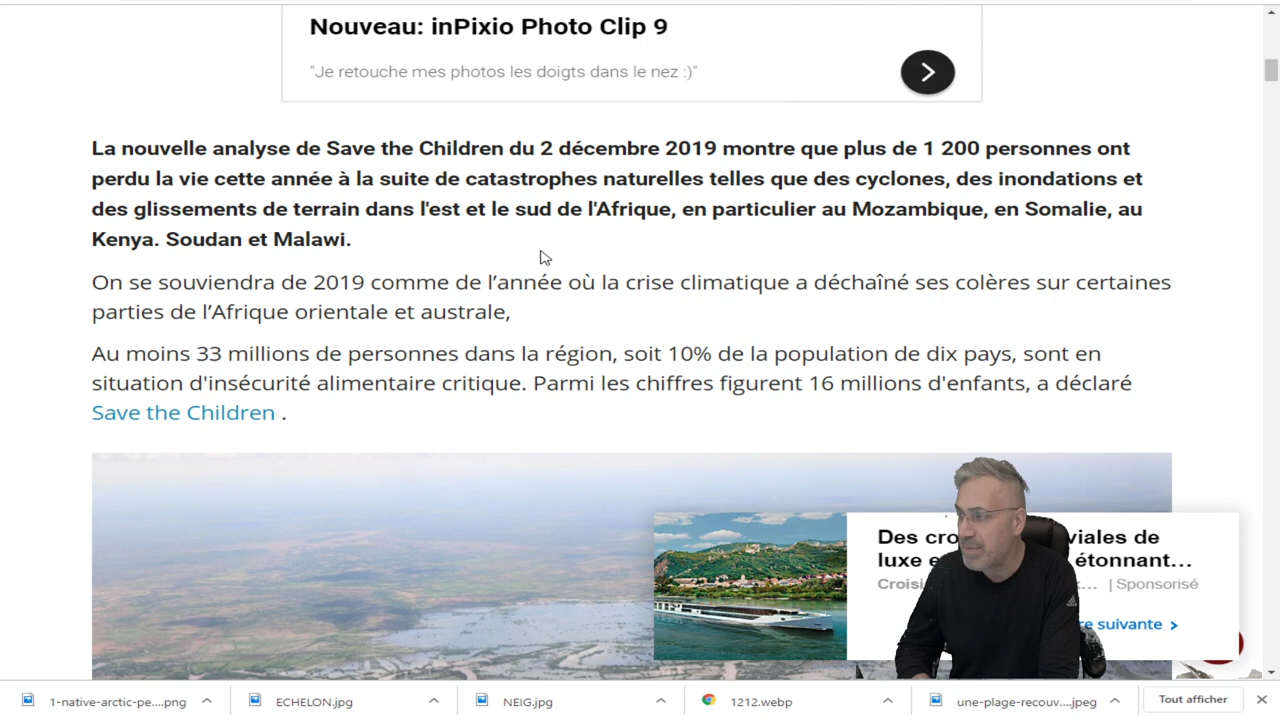 Nouveau: inPixio Photo Clip 9
"Je retouche mes photos les doigts dans le nez :)"
La nouvelle analyse de Save the Children du 2 décembre 2019 montre que plus de 1 200 personnes ont
perdu la vie cette année à la suite de catastrophes naturelles telles que des cyclones, des inondations et
des glissements de terrain dans l'est et le sud de l'Afrique, en particulier au Mozambique, en Somalie, au
Kenya. Soudan et Malawi.
On se souviendra de 2019 comme de l’année où la crise climatique a déchaîné ses colères sur certaines
parties de l’Afrique orientale et australe,
Au moins 33 millions de personnes dans la région, soit 10% de la population de dix pays, sont en
situation d'insécurité alimentaire critique. Parmi les chiffres figurent 16 millions d'enfants, a déclaré
Save the Children .
Des viales de
luxe étonnant…
| Sponsorisé
suivante
1-native-arctic-pe....png
ECHELON.jpg
NEIG.jpg
1212.webp
une-plage-recouv....jpeg
Tout afficher